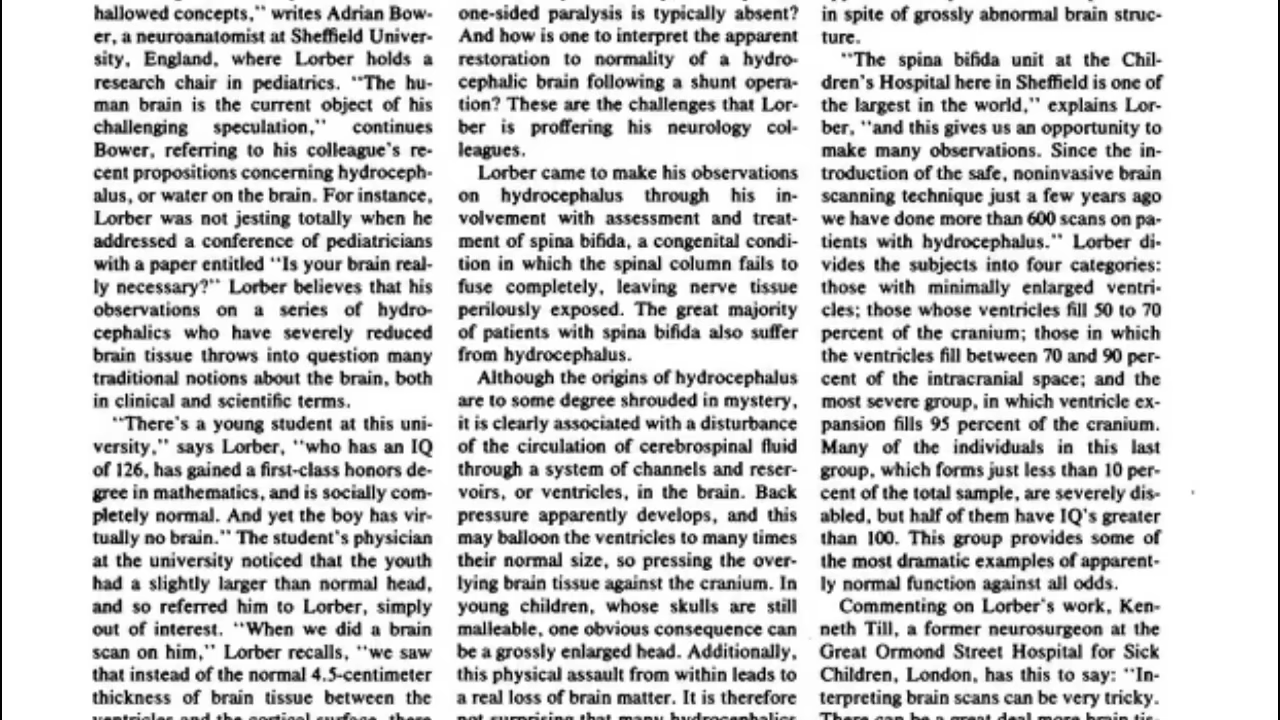 hallowed concepts," writes Adrian Bow-
er, a neuroanatomist at Sheffield Univer-
sity, England, where Lorber holds a
research chair in pediatrics. "The hu-
man brain is the current object of his
challenging speculation," continues
Bower, referring to his colleague's re-
cent propositions concerning hydroceph-
alus, or water on the brain. For instance,
Lorber was not jesting totally when he
addressed a conference of pediatricians
with a paper entitled "Is your brain real-
ly necessary?" Lorber believes that his
observations on a series of hydro-
cephalics who have severely reduced
brain tissue throws into question many
traditional notions about the brain, both
in clinical and scientific terms.
"There's a young student at this uni-
versity," says Lorber, "who has an IQ
of 126, has gained a first-class honors de-
gree in mathematics, and is socially com-
pletely normal. And yet the boy has vir-
tually no brain." The student's physician
at the university noticed that the youth
had a slightly larger than normal head,
and so referred him to Lorber, simply
out of interest. "When we did a brain
scan on him," Lorber recalls, "we saw
that instead of the normal 4.5-centimeter
thickness of brain tissue between the
ventricles and the cortical surface, there
one-sided paralysis is typically absent?
And how is one to interpret the apparent
restoration to normality of a hydro-
cephalic brain following a shunt opera-
tion? These are the challenges that Lor-
ber is proffering his neurology col-
leagues.
Lorber came to make his observations
on hydrocephalus through his in-
volvement with assessment and treat-
ment of spina bifida, a congenital condi-
tion in which the spinal column fails to
fuse completely, leaving nerve tissue
perilously exposed. The great majority
of patients with spina bifida also suffer
from hydrocephalus.
Although the origins of hydrocephalus
are to some degree shrouded in mystery,
it is clearly associated with a disturbance
of the circulation of cerebrospinal fluid
through a system of channels and reser-
voirs, or ventricles, in the brain. Back
pressure apparently develops, and this
may balloon the ventricles to many times
their normal size, so pressing the over-
lying brain tissue against the cranium. In
young children, whose skulls are still
malleable, one obvious consequence can
be a grossly enlarged head. Additionally,
this physical assault from within leads to
a real loss of brain matter. It is therefore
not surprising that many hydrocephalics
in spite of grossly abnormal brain struc-
ture.
"The spina bifida unit at the Chil-
dren's Hospital here in Sheffield is one of
the largest in the world," explains Lor-
ber, "and this gives us an opportunity to
make many observations. Since the in-
troduction of the safe, noninvasive brain
scanning technique just a few years ago
we have done more than 600 scans on pa-
tients with hydrocephalus." Lorber di-
vides the subjects into four categories:
those with minimally enlarged ventri-
cles; those whose ventricles fill 50 to 70
percent of the cranium; those in which
the ventricles fill between 70 and 90 per-
cent of the intracranial space; and the
most severe group, in which ventricle ex-
pansion fills 95 percent of the cranium.
Many of the individuals in this last
group, which forms just less than 10 per-
cent of the total sample, are severely dis-
abled, but half of them have IQ's greater
than 100. This group provides some of
the most dramatic examples of apparent-
ly normal function against all odds.
Commenting on Lorber's work, Ken-
neth Till, a former neurosurgeon at the
Great Ormond Street Hospital for Sick
Children, London, has this to say: "In-
terpreting brain scans can be very tricky.
There can be a great deal more brain tis-